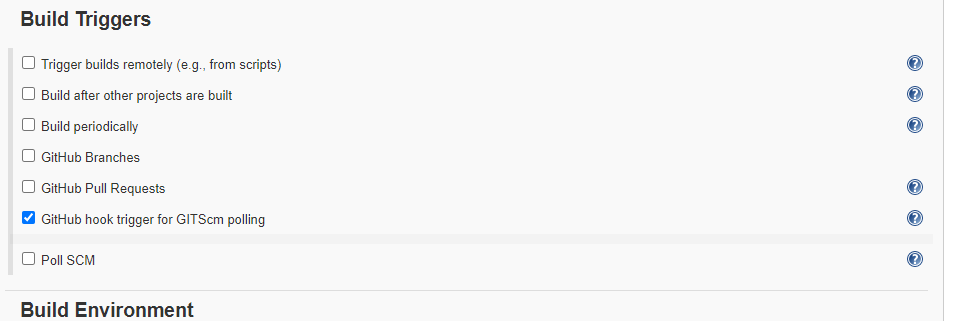 Build Triggers
Trigger builds remotely (e.g., from scripts)
?
Build after other projects are built
?
Build periodically
?
GitHub Branches
GitHub Pull Requests
?
GitHub hook trigger for GITScm polling
?
Poll SCM
?
Build Environment